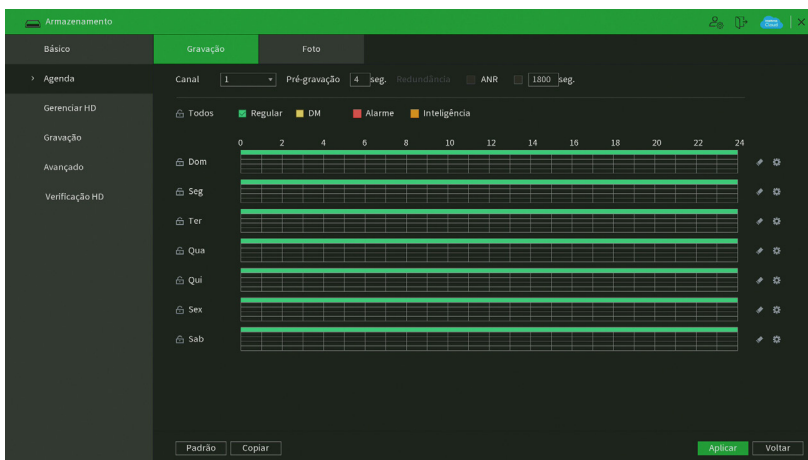 Armazenamento
Cloud
Básico
Gravação
Foto
Agenda
Gerenciar HD
Gravação
Avançado
Verificação HD
Canal 1 Pré-gravação 4 seg. Redundância ANR 1800 seg.
Todos Regular DM Alarme Inteligência
0 2 4 6 8 10 12 14 16 18 20 22 24
Dom
Seg
Ter
Qua
Qui
Sex
Sab
Padrão Copiar Aplicar Voltar